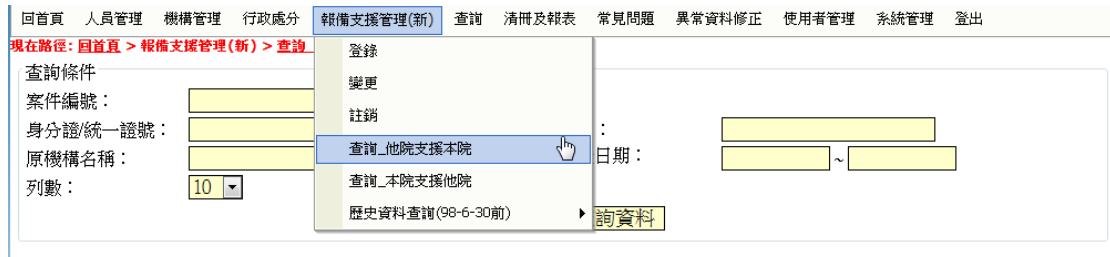 回首頁 人員管理 機構管理 行政處分 報備支援管理(新) 查詢 清冊及報表 常見問題 異常資料修正 使用者管理 系統管理 登出
現在路徑: 回首頁 > 報備支援管理(新) > 查詢_
登錄
查詢條件
變更
案件編號：
註銷
身分證/統一證號： ：
查詢_他院支援本院
原機構名稱： 日期： ~
查詢_本院支援他院
列數： 10
歷史資料查詢(98-6-30前)
詢資料